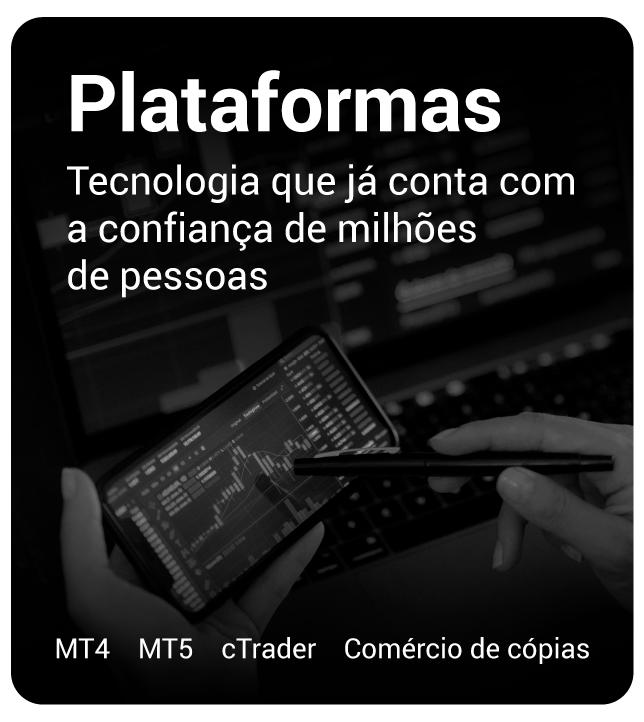 Plataformas
Tecnologia que já conta com
a confiança de milhões
de pessoas
MT4 MT5 cTrader Comércio de cópias